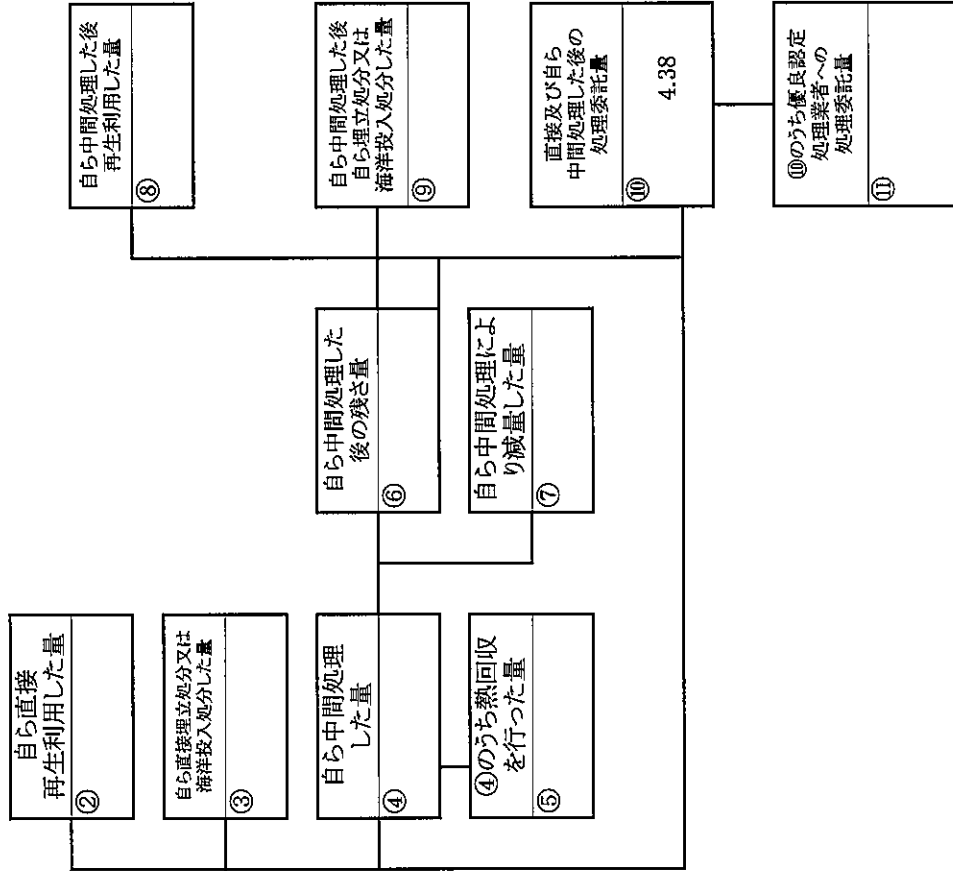 自ら直接
再生利用した量
②
自ら直接埋立処分又は
海洋投入処分した量
③
自ら中間処理
した量
④
④のうち熱回収
を行った量
⑤
自ら中間処理した
後の残さ量
⑥
自ら中間処理によ
り減量した量
⑦
自ら中間処理した後
再生利用した量
⑧
自ら中間処理した後
自ら埋立処分又は
海洋投入処分した量
⑨
直接及び自ら
中間処理した後の
処理委託量
⑩
4.38
⑩のうち優良認定
処理業者への
処理委託量
⑪